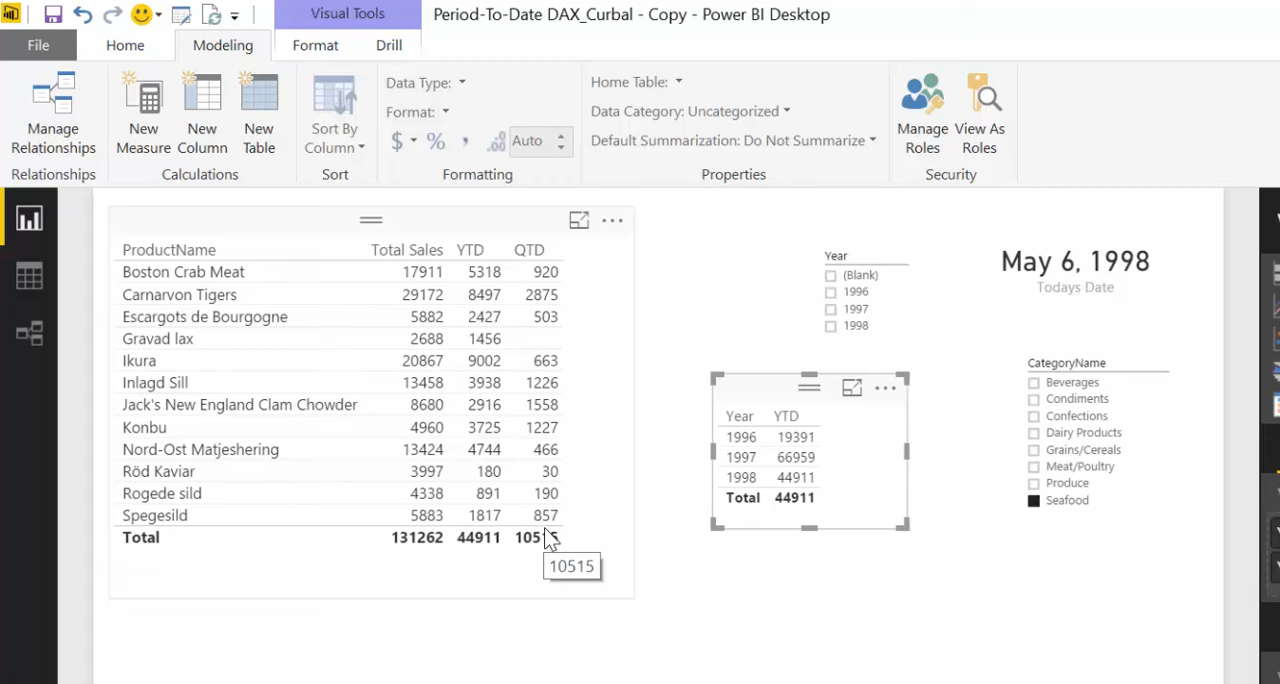 Visual Tools
Period-To-Date DAX_Curbal - Copy - Power BI Desktop
File Home Modeling Format Drill
Manage Relationships
New Measure
New Column
New Table
Sort By Column
Data Type:
Format:
$ % , .00 Auto
Home Table:
Data Category: Uncategorized
Default Summarization: Do Not Summarize
Manage Roles
View As Roles
Relationships Calculations Sort Formatting Properties Security
ProductName Total Sales YTD QTD
Boston Crab Meat 17911 5318 920
Carnarvon Tigers 29172 8497 2875
Escargots de Bourgogne 5882 2427 503
Gravad lax 2688 1456
Ikura 20867 9002 663
Inlagd Sill 13458 3938 1226
Jack's New England Clam Chowder 8680 2916 1558
Konbu 4960 3725 1227
Nord-Ost Matjeshering 13424 4744 466
Röd Kaviar 3997 180 30
Rogede sild 4338 891 190
Spegesild 5883 1817 857
Total 131262 44911 10515
10515
Year
(Blank)
1996
1997
1998
May 6, 1998
Todays Date
Year YTD
1996 19391
1997 66959
1998 44911
Total 44911
CategoryName
Beverages
Condiments
Confections
Dairy Products
Grains/Cereals
Meat/Poultry
Produce
Seafood